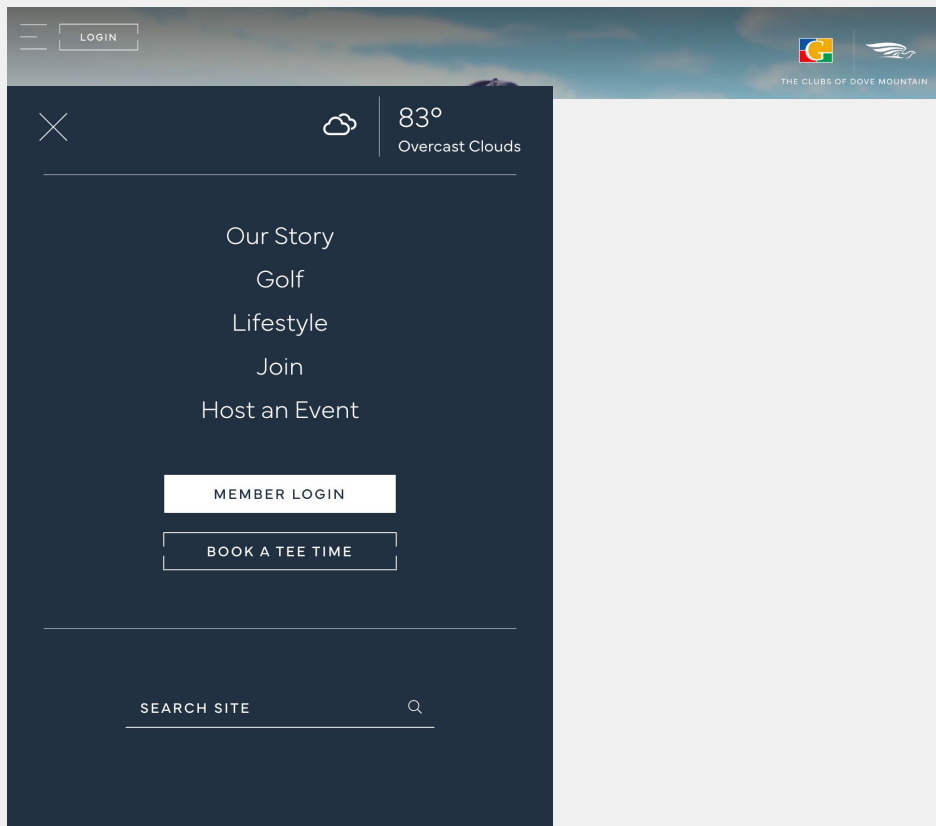 LOGIN
G
THE CLUBS OF DOVE MOUNTAIN
83°
Overcast Clouds
Our Story
Golf
Lifestyle
Join
Host an Event
MEMBER LOGIN
BOOK A TEE TIME
SEARCH SITE